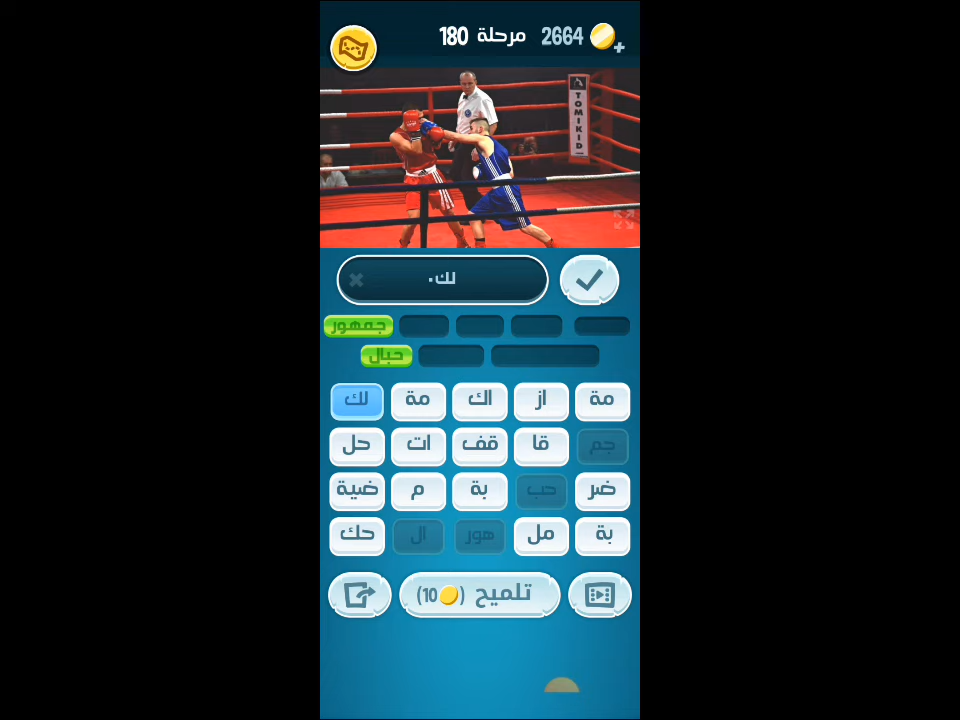 مرحلة 180 2664
TOMIKID
لك.
جمهور
حبال
لك مة اك از مة
حل ات قف قا جم
ضية م بة حب ضر
حك ال هور مل بة
تلميح (10)